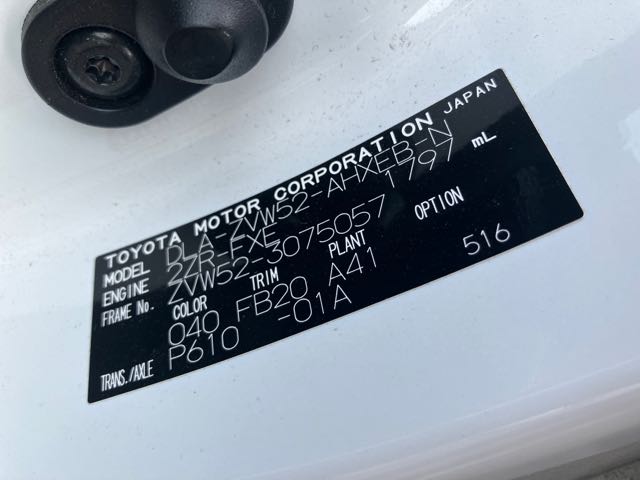 TOYOTA MOTOR CORPORATION JAPAN
MODEL DLA-ZVW52-AHXEB-N
ENGINE 2ZR-FXE 1797 mL
FRAME No. ZVW52-3075057
COLOR TRIM PLANT OPTION
040 FB20 A41 516
TRANS./AXLE P610 -01A